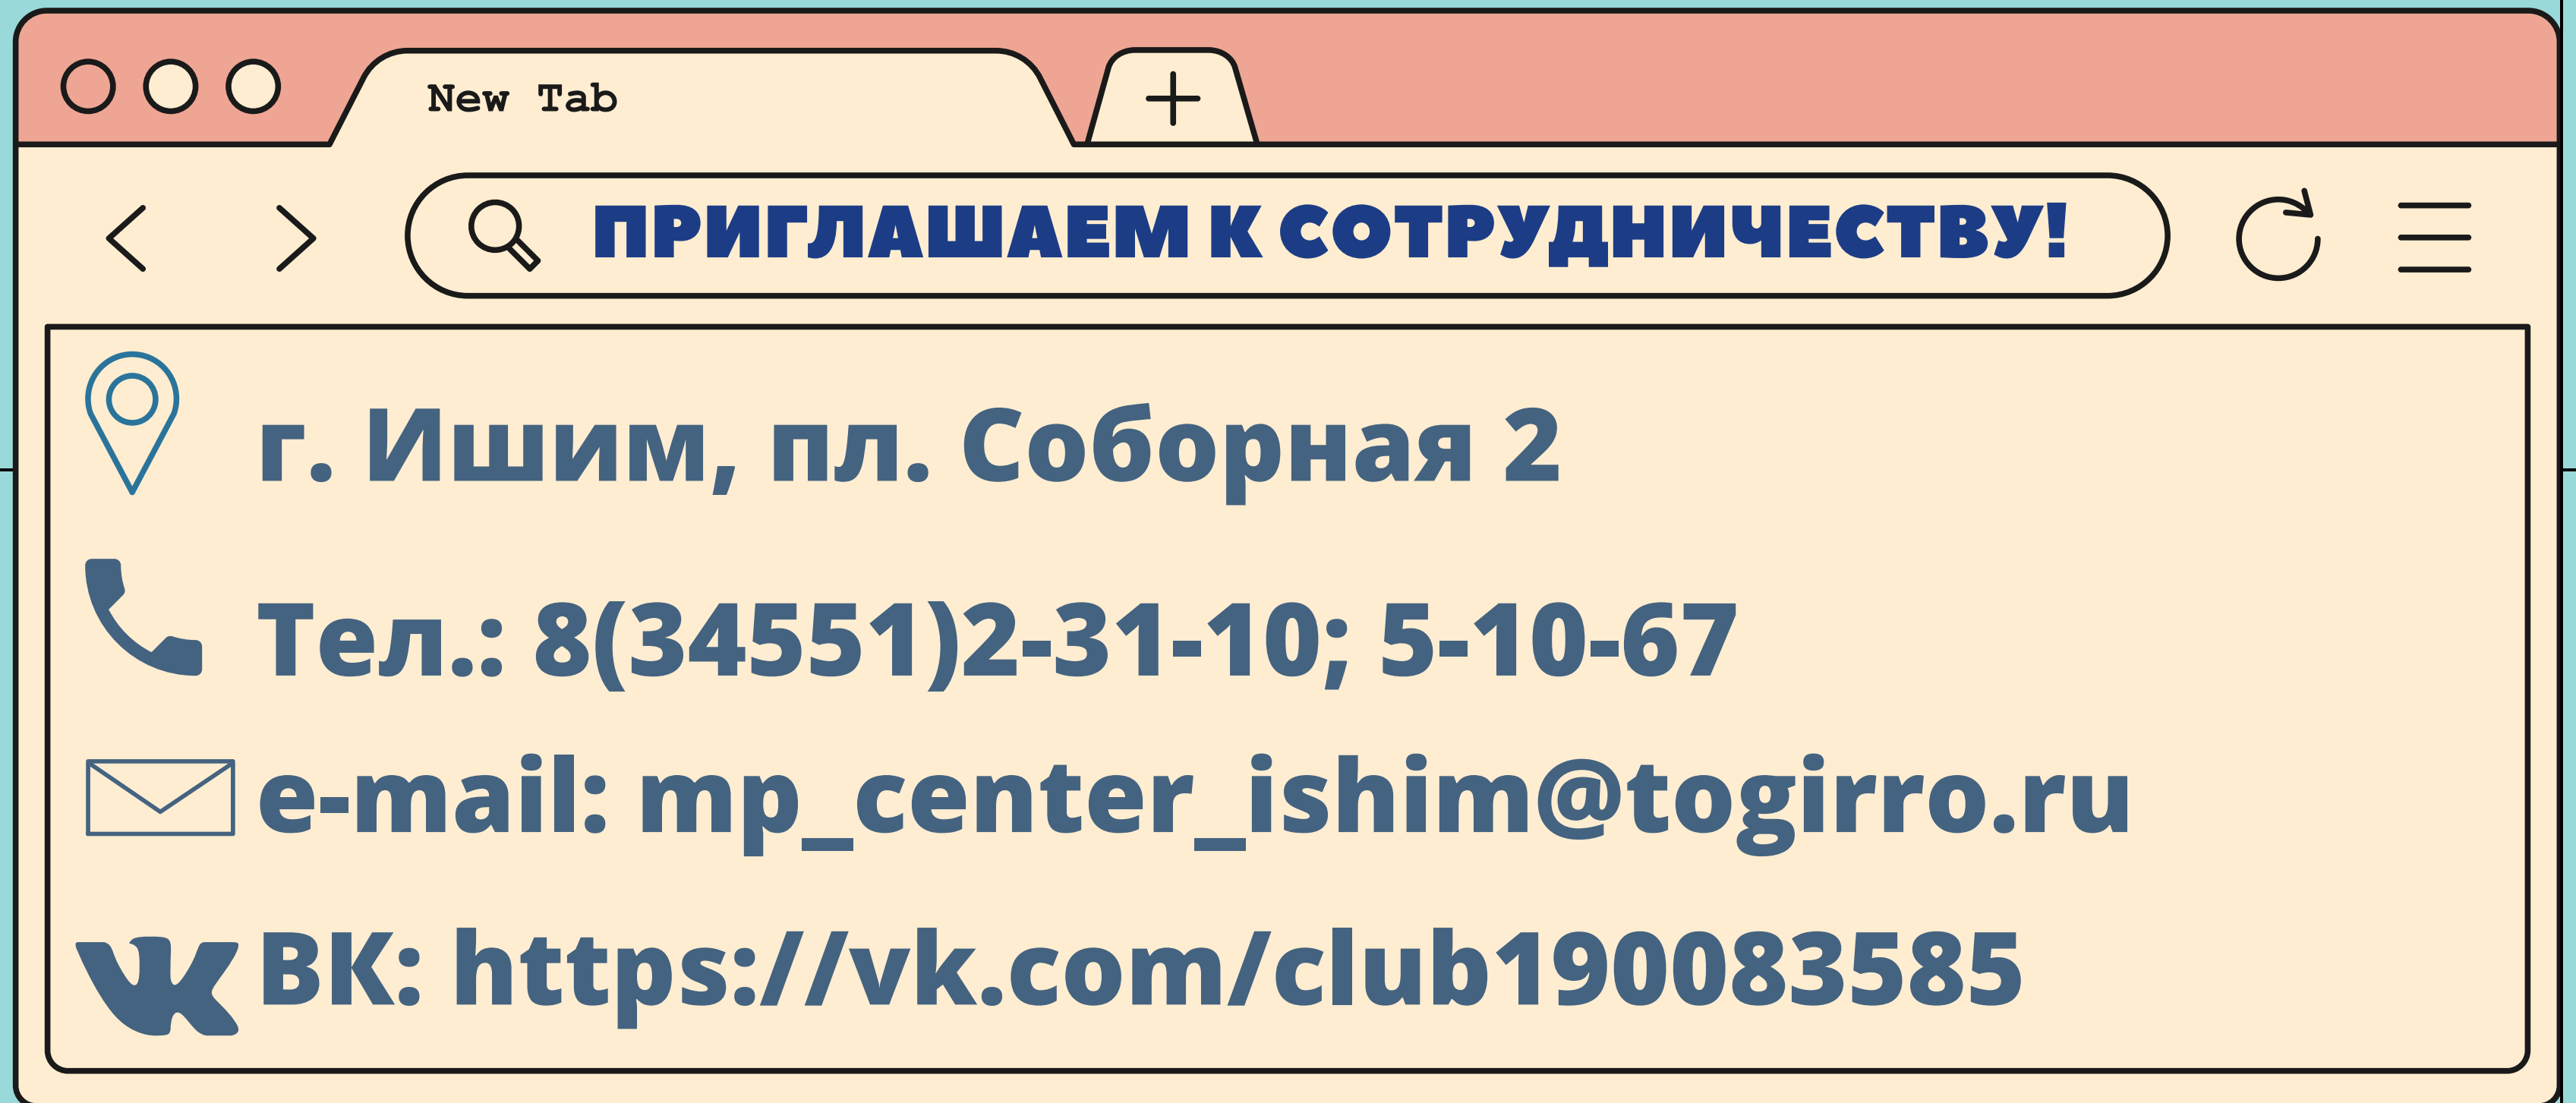 New Tab
ПРИГЛАШАЕМ К СОТРУДНИЧЕСТВУ!
г. Ишим, пл. Соборная 2
Тел.: 8(34551)2-31-10; 5-10-67
e-mail: mp_center_ishim@togirro.ru
ВК: https://vk.com/club190083585